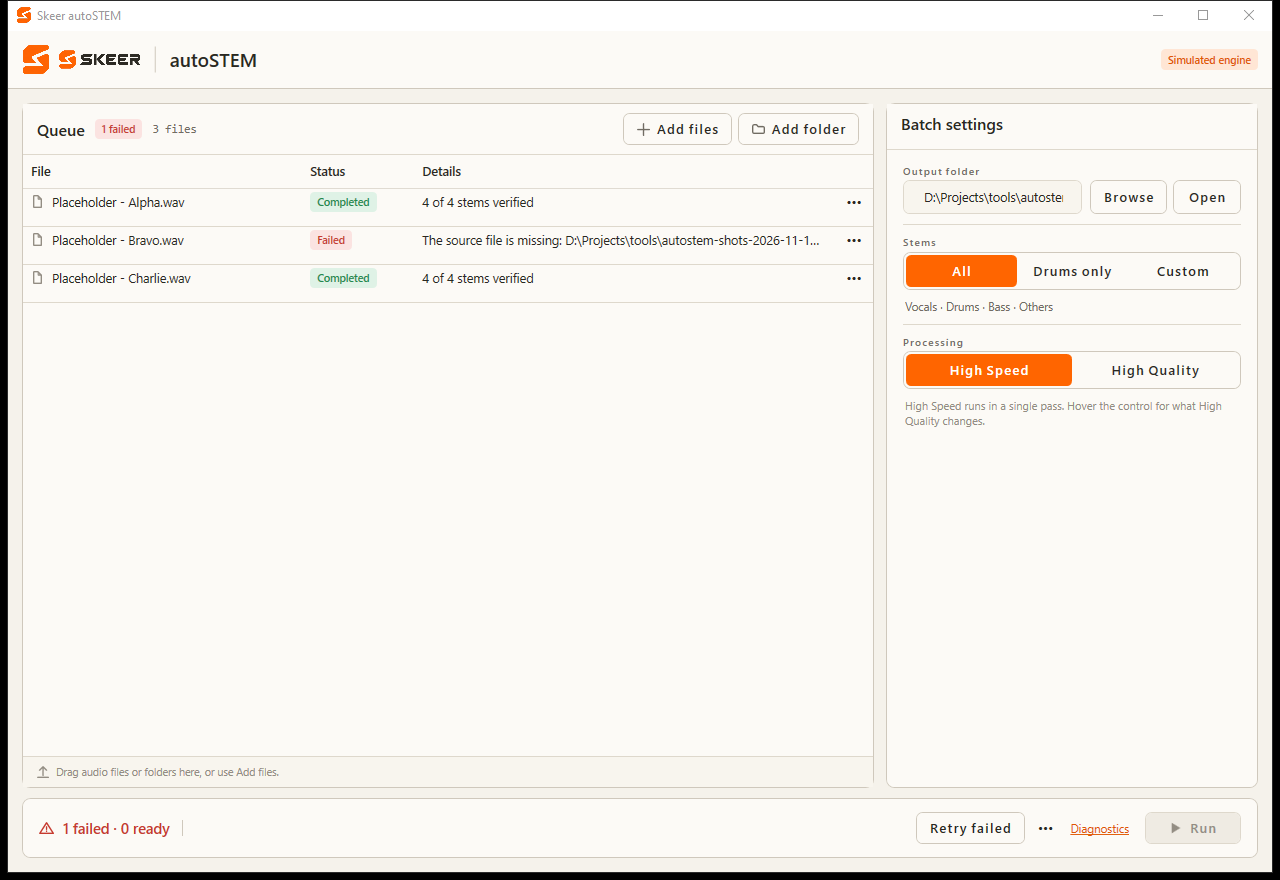 Skeer autoSTEM
SKEER autoSTEM Simulated engine
Queue 1 failed 3 files Add files Add folder
File Status Details
Placeholder - Alpha.wav Completed 4 of 4 stems verified
Placeholder - Bravo.wav Failed The source file is missing: D:\Projects\tools\autostem-shots-2026-11-1...
Placeholder - Charlie.wav Completed 4 of 4 stems verified
Drag audio files or folders here, or use Add files.
Batch settings
Output folder
D:\Projects\tools\autoster Browse Open
Stems
All Drums only Custom
Vocals · Drums · Bass · Others
Processing
High Speed High Quality
High Speed runs in a single pass. Hover the control for what High
Quality changes.
1 failed · 0 ready Retry failed Diagnostics Run